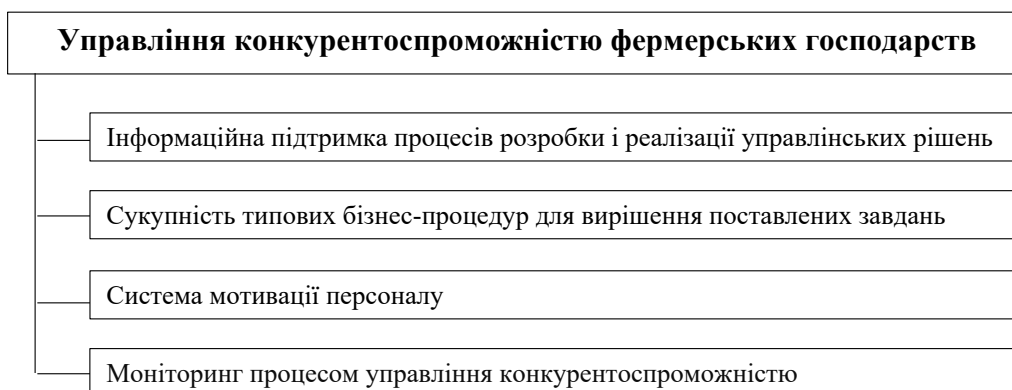 Управління конкурентоспроможністю фермерських господарств
Інформаційна підтримка процесів розробки і реалізації управлінських рішень
Сукупність типових бізнес-процедур для вирішення поставлених завдань
Система мотивації персоналу
Моніторинг процесом управління конкурентоспроможністю